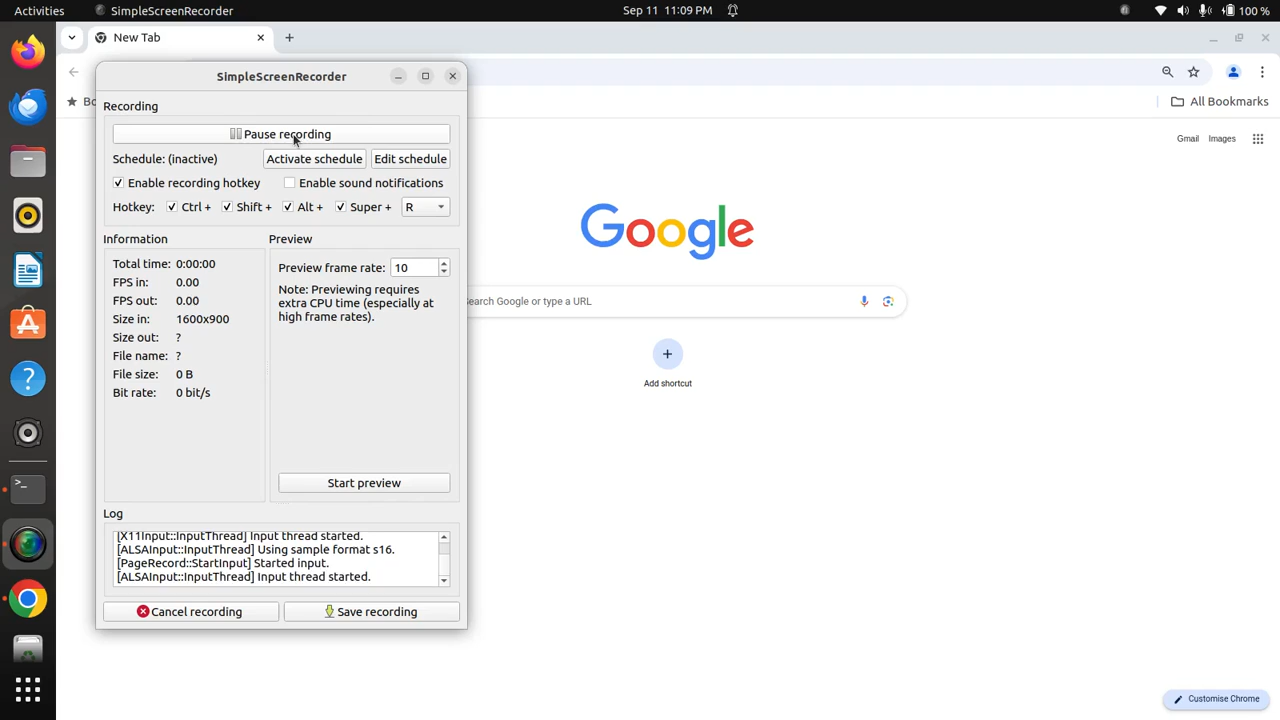 Activities
SimpleScreenRecorder
Sep 11 11:09 PM
100 %
New Tab
SimpleScreenRecorder
Bo
All Bookmarks
Recording
Pause recording
Gmail
Images
Schedule: (inactive)
Activate schedule
Edit schedule
Enable recording hotkey
Enable sound notifications
Hotkey: Ctrl + Shift + Alt + Super + R
Google
Information
Preview
Total time: 0:00:00
Preview frame rate: 10
FPS in: 0.00
Note: Previewing requires
extra CPU time (especially at
high frame rates).
FPS out: 0.00
Size in: 1600x900
Size out: ?
File name: ?
File size: 0 B
Bit rate: 0 bit/s
Search Google or type a URL
Add shortcut
Start preview
Log
[X11Input::InputThread] Input thread started.
[ALSAInput::InputThread] Using sample format s16.
[PageRecord::StartInput] Started input.
[ALSAInput::InputThread] Input thread started.
Cancel recording
Save recording
Customise Chrome